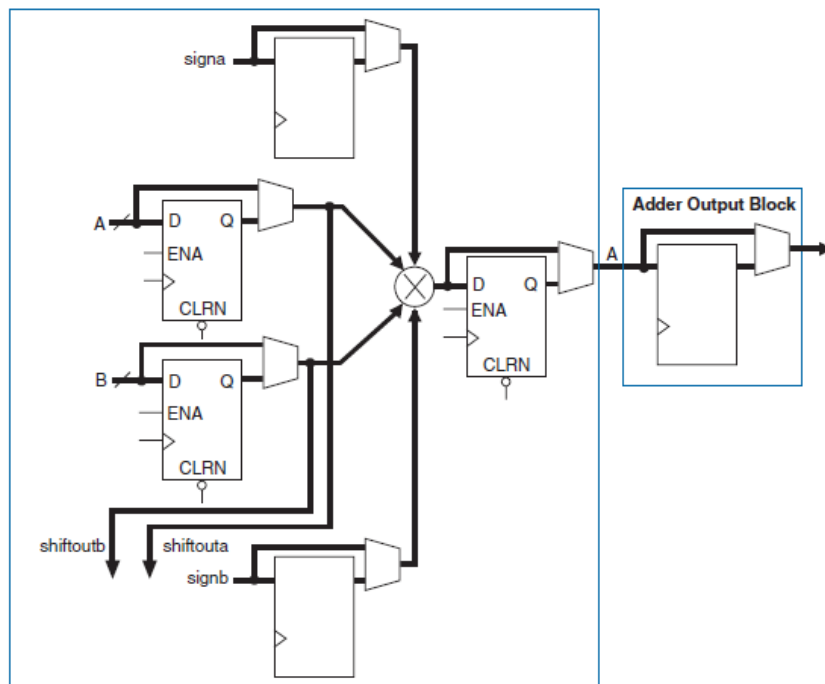 signa
A
D Q
ENA
CLRN
B
D Q
ENA
CLRN
shiftoutb
shiftouta
signb
D Q
ENA
CLRN
A
Adder Output Block